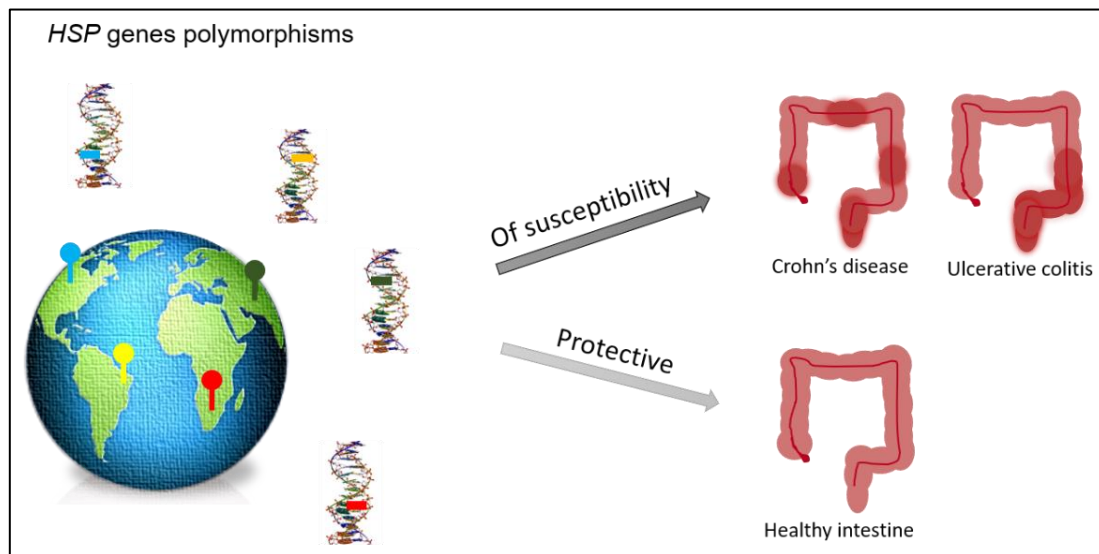 HSP genes polymorphisms
Of susceptibility
Crohn's disease
Ulcerative colitis
Protective
Healthy intestine